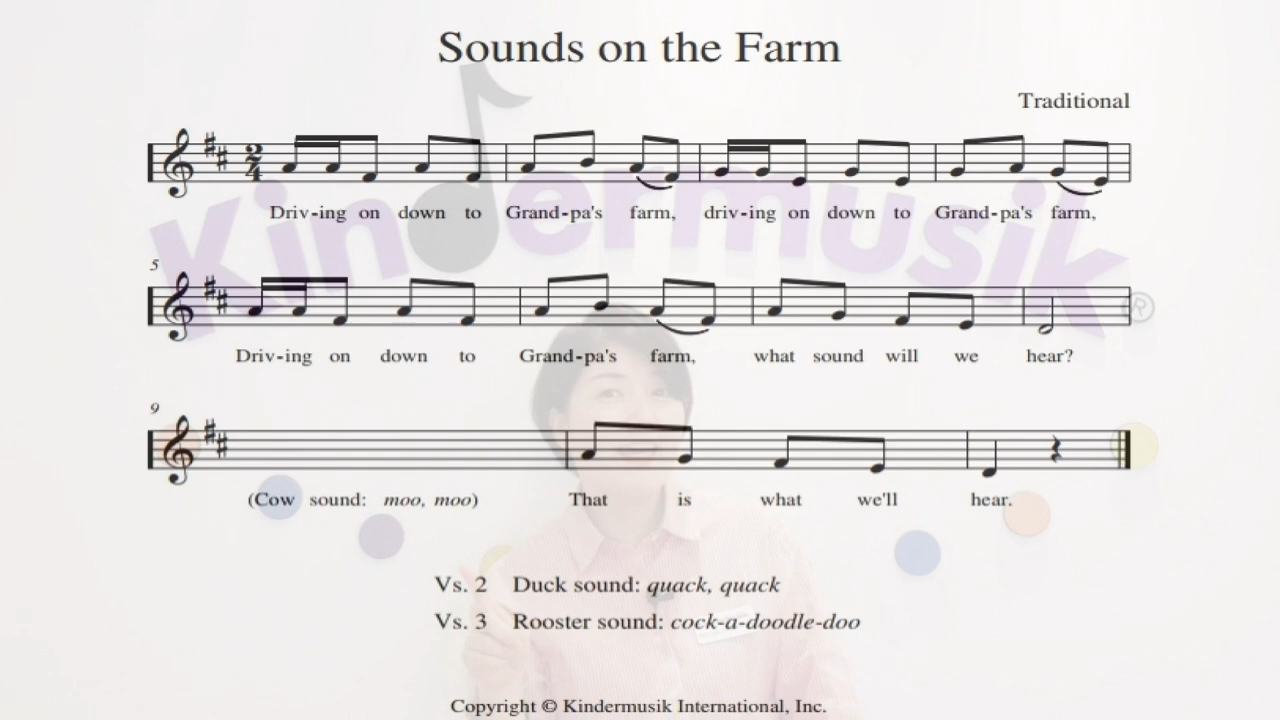 Sounds on the Farm
Traditional
2
4
Driv-ing on down to Grand-pa's farm, driv-ing on down to Grand-pa's farm,
Kindermusik®
5
Driv-ing on down to Grand-pa's farm, what sound will we hear?
9
(Cow sound: moo, moo) That is what we'll hear.
Vs. 2 Duck sound: quack, quack
Vs. 3 Rooster sound: cock-a-doodle-doo
Copyright © Kindermusik International, Inc.